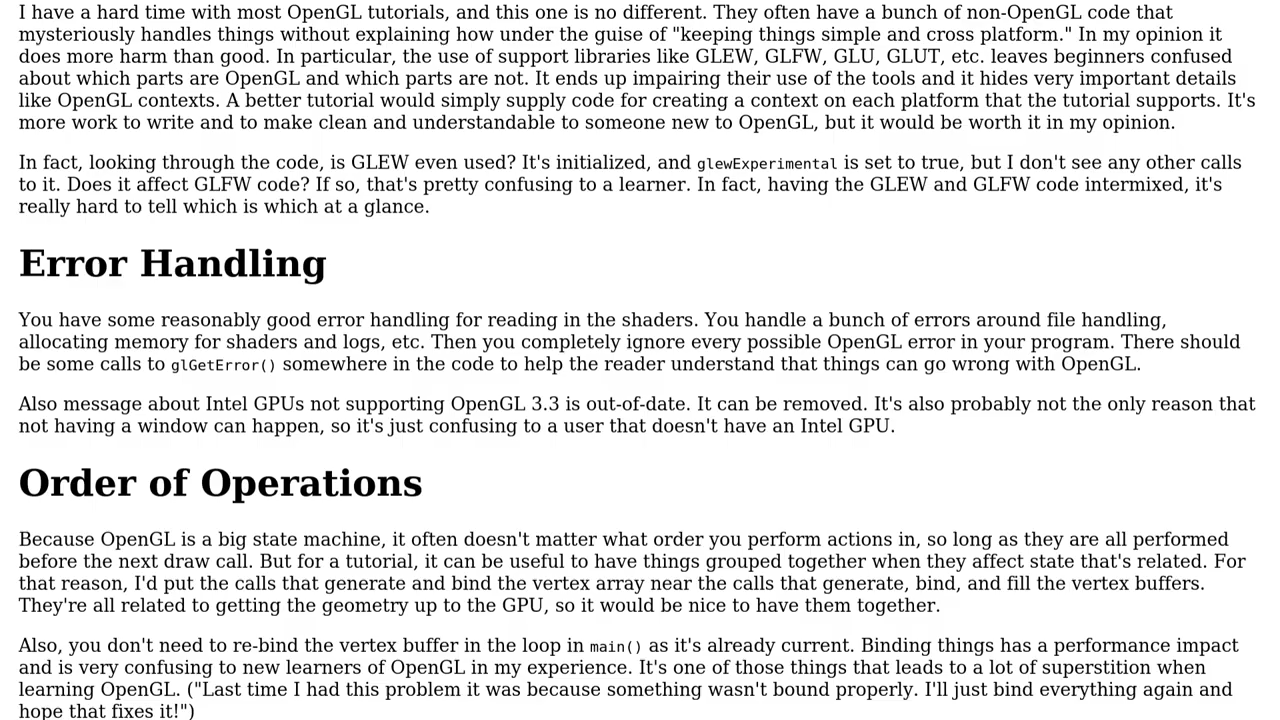 I have a hard time with most OpenGL tutorials, and this one is no different. They often have a bunch of non-OpenGL code that
mysteriously handles things without explaining how under the guise of "keeping things simple and cross platform." In my opinion it
does more harm than good. In particular, the use of support libraries like GLEW, GLFW, GLU, GLUT, etc. leaves beginners confused
about which parts are OpenGL and which parts are not. It ends up impairing their use of the tools and it hides very important details
like OpenGL contexts. A better tutorial would simply supply code for creating a context on each platform that the tutorial supports. It's
more work to write and to make clean and understandable to someone new to OpenGL, but it would be worth it in my opinion.
In fact, looking through the code, is GLEW even used? It's initialized, and glewExperimental is set to true, but I don't see any other calls
to it. Does it affect GLFW code? If so, that's pretty confusing to a learner. In fact, having the GLEW and GLFW code intermixed, it's
really hard to tell which is which at a glance.
Error Handling
You have some reasonably good error handling for reading in the shaders. You handle a bunch of errors around file handling,
allocating memory for shaders and logs, etc. Then you completely ignore every possible OpenGL error in your program. There should
be some calls to glGetError() somewhere in the code to help the reader understand that things can go wrong with OpenGL.
Also message about Intel GPUs not supporting OpenGL 3.3 is out-of-date. It can be removed. It's also probably not the only reason that
not having a window can happen, so it's just confusing to a user that doesn't have an Intel GPU.
Order of Operations
Because OpenGL is a big state machine, it often doesn't matter what order you perform actions in, so long as they are all performed
before the next draw call. But for a tutorial, it can be useful to have things grouped together when they affect state that's related. For
that reason, I'd put the calls that generate and bind the vertex array near the calls that generate, bind, and fill the vertex buffers.
They're all related to getting the geometry up to the GPU, so it would be nice to have them together.
Also, you don't need to re-bind the vertex buffer in the loop in main() as it's already current. Binding things has a performance impact
and is very confusing to new learners of OpenGL in my experience. It's one of those things that leads to a lot of superstition when
learning OpenGL. ("Last time I had this problem it was because something wasn't bound properly. I'll just bind everything again and
hope that fixes it!")